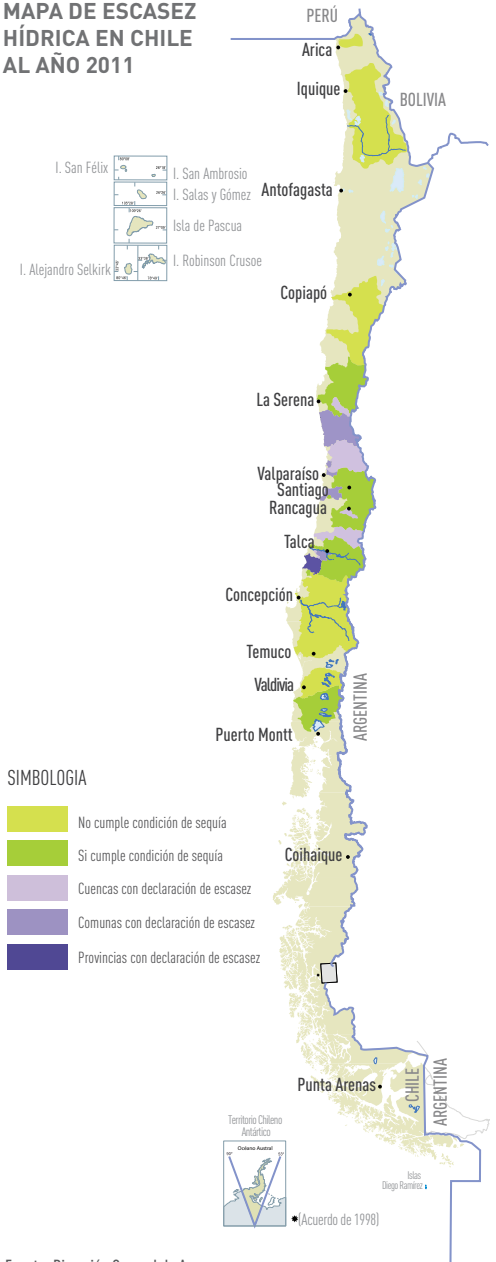 MAPA DE ESCASEZ
HÍDRICA EN CHILE
AL AÑO 2011
PERÚ
Arica
Iquique
BOLIVIA
I. San Félix
I. San Ambrosio
I. Salas y Gómez
Antofagasta
Isla de Pascua
I. Robinson Crusoe
I. Alejandro Selkirk
Copiapó
La Serena
Valparaíso
Santiago
Rancagua
Talca
Concepción
Temuco
Valdivia
ARGENTINA
Puerto Montt
SIMBOLOGIA
No cumple condición de sequía
Si cumple condición de sequía
Cuencas con declaración de escasez
Comunas con declaración de escasez
Provincias con declaración de escasez
Coihaique
Punta Arenas
CHILE
ARGENTINA
Territorio Chileno
Antártico
Oceano Austral
Islas
Diego Ramírez
(Acuerdo de 1998)